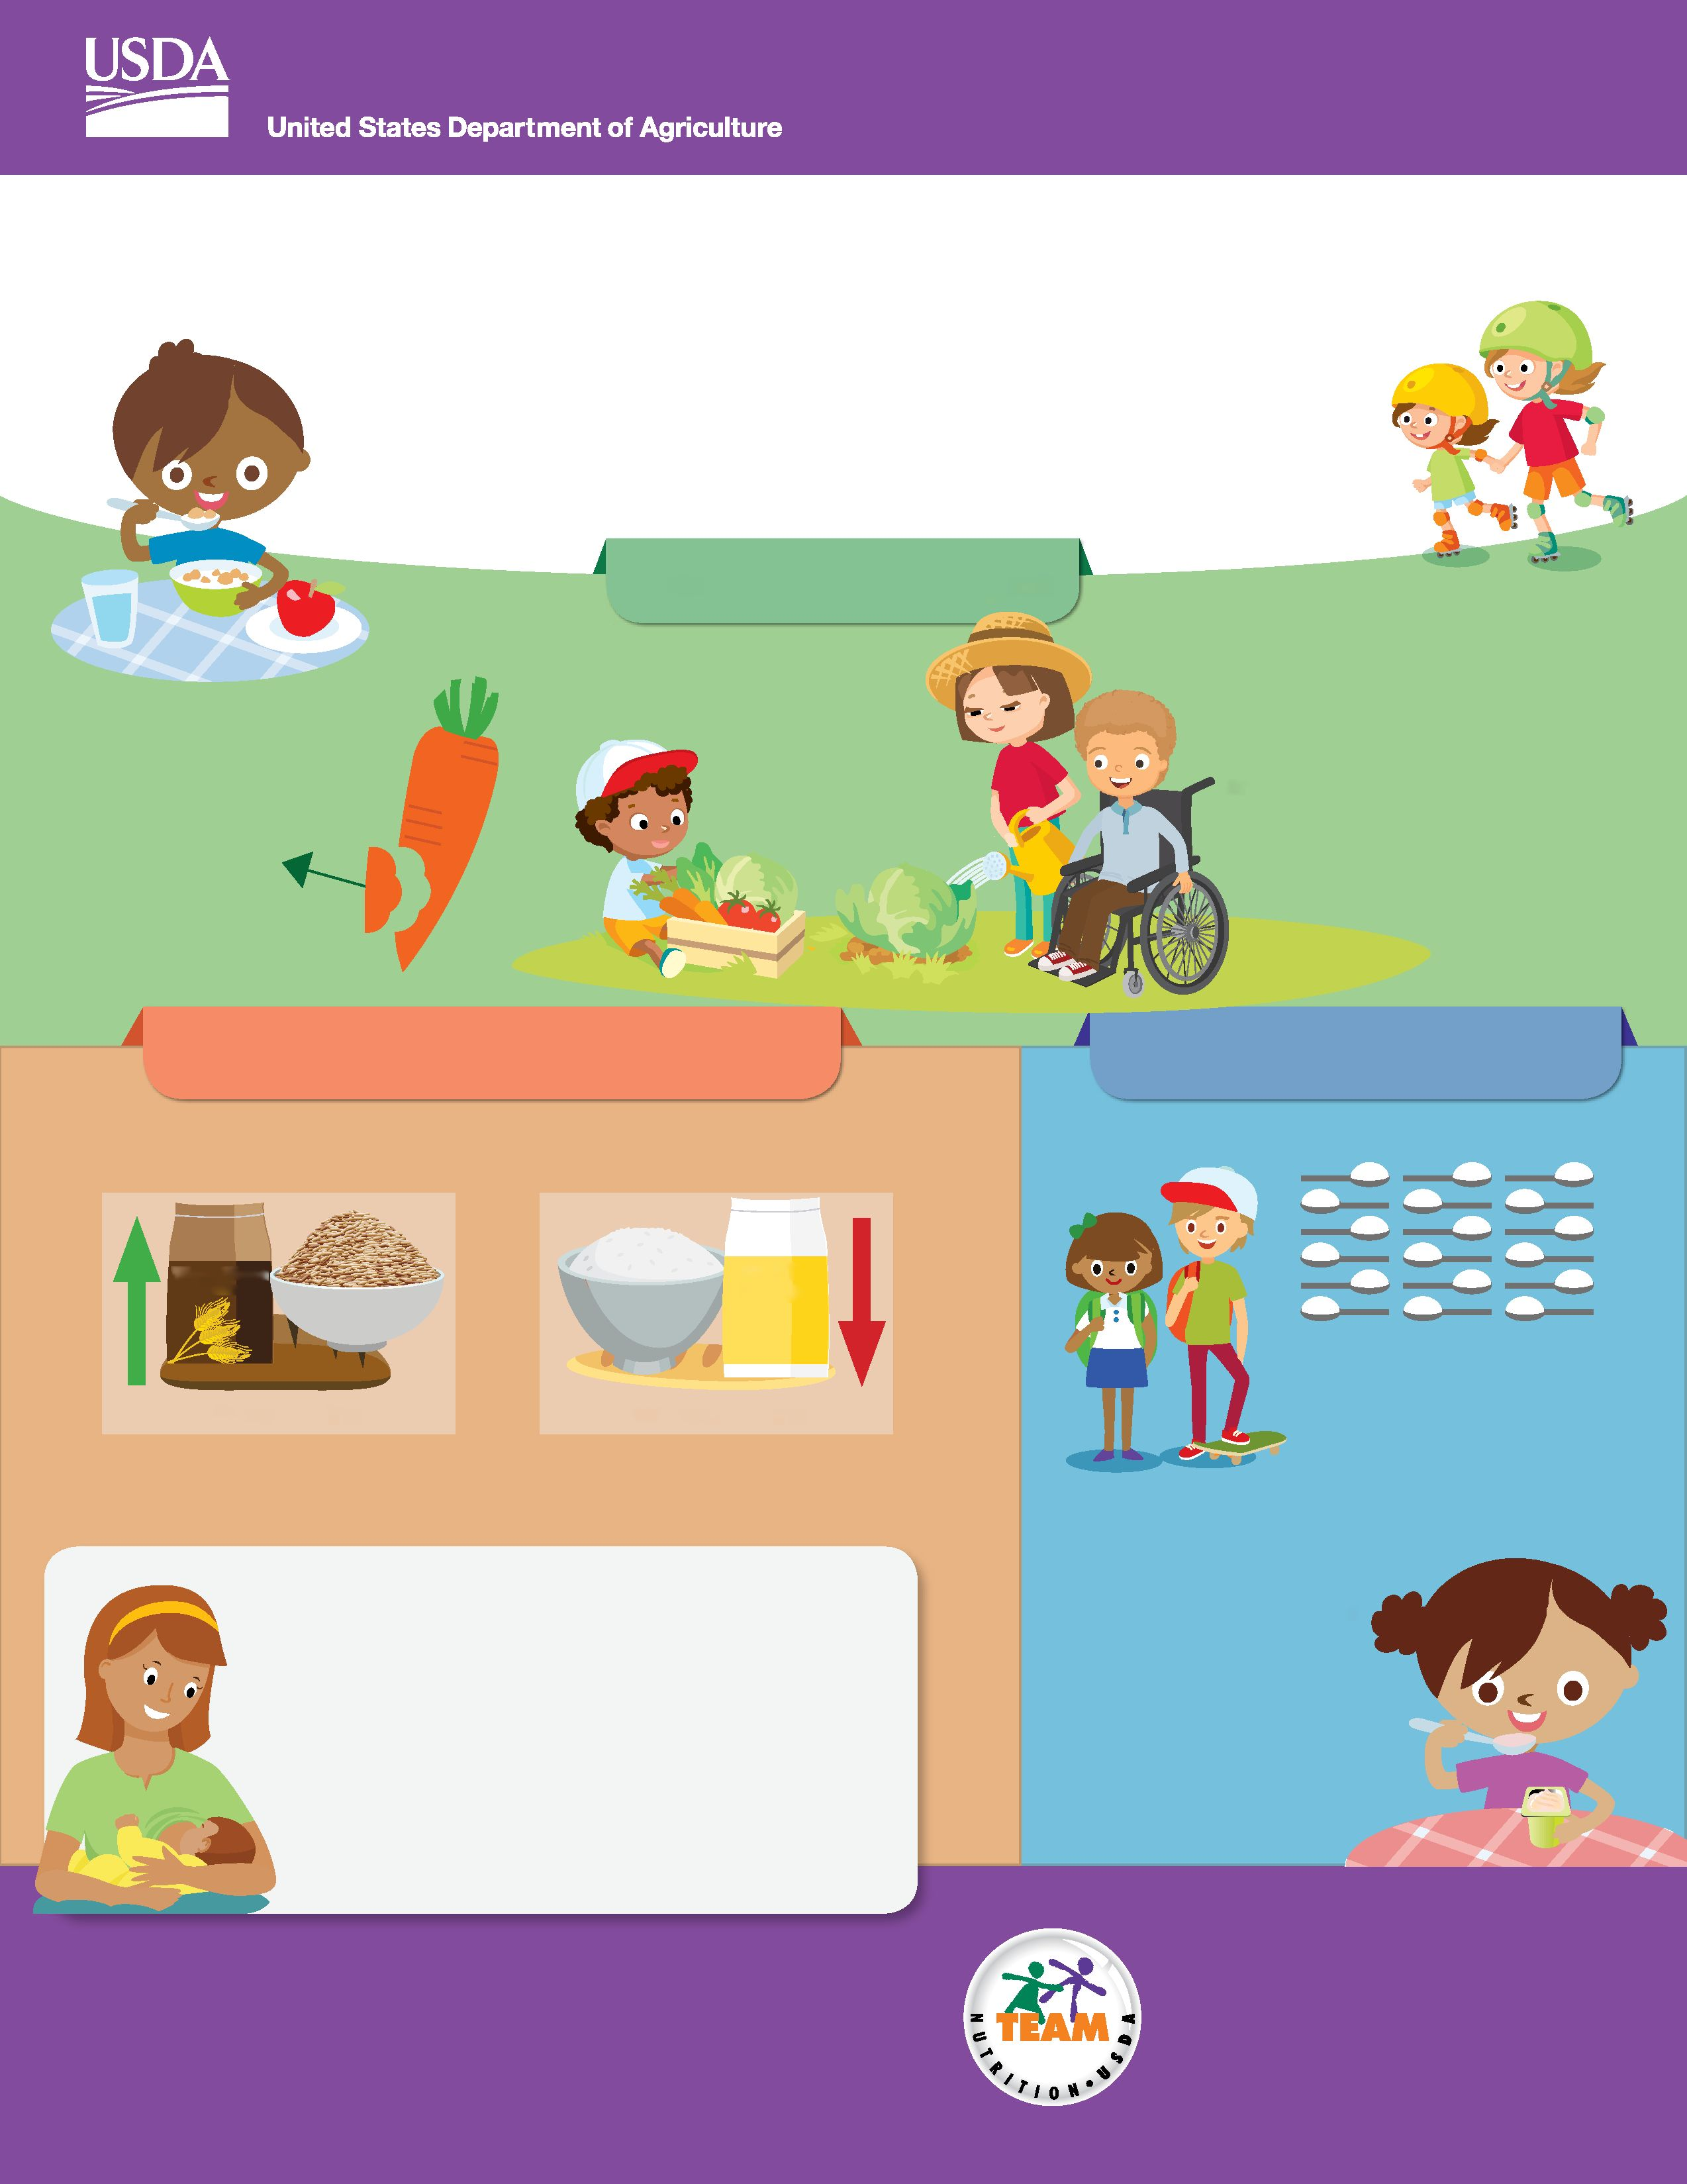 USDA
United States Department of Agriculture
TEAM
NUTRITION • USDA